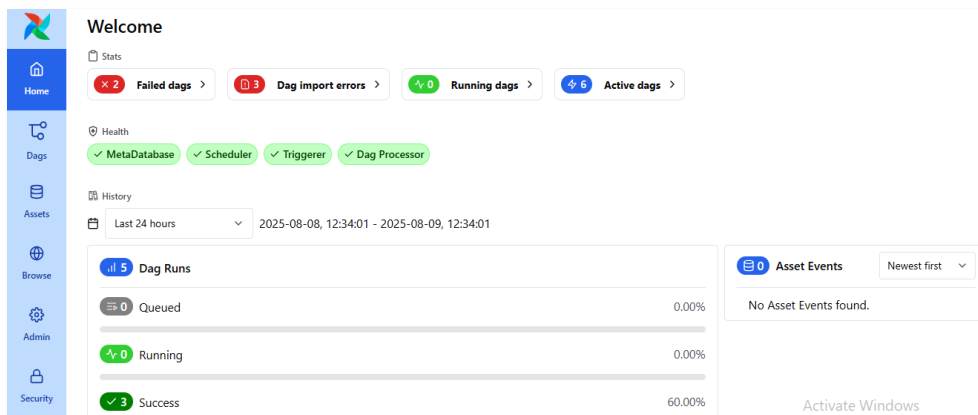 Welcome
Stats
2 Failed dags
3 Dag import errors
0 Running dags
6 Active dags
Home
Health
MetaDatabase
Scheduler
Triggerer
Dag Processor
Dags
History
Last 24 hours
2025-08-08, 12:34:01 - 2025-08-09, 12:34:01
Assets
5 Dag Runs
0 Asset Events
Newest first
Browse
0 Queued
0.00%
No Asset Events found.
Admin
0 Running
0.00%
Security
3 Success
60.00%
Activate Windows